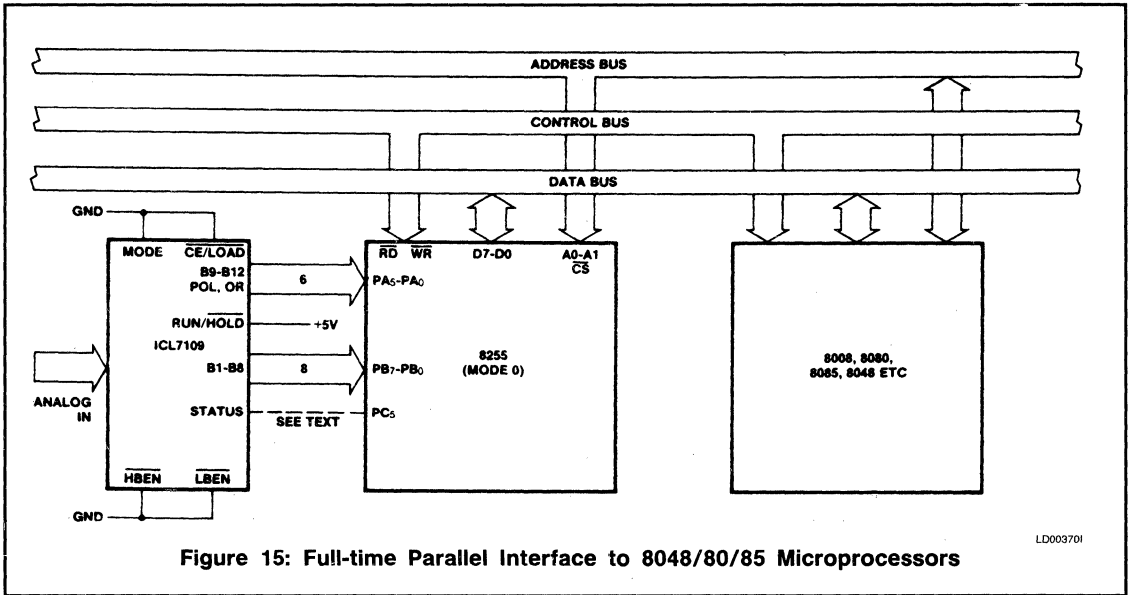 ADDRESS BUS
CONTROL BUS
DATA BUS
GND
MODE
CE/LOAD
B9-B12
POL, OR
6
RUN/HOLD
+5V
ICL7109
B1-B8
8
ANALOG
IN
STATUS
SEE TEXT
HBEN
LBEN
GND
RD WR
D7-D0
A0-A1
CS
PA5-PA0
8255
(MODE 0)
PB7-PB0
PC5
8008, 8080,
8085, 8048 ETC
LD00370I
Figure 15: Full-time Parallel Interface to 8048/80/85 Microprocessors